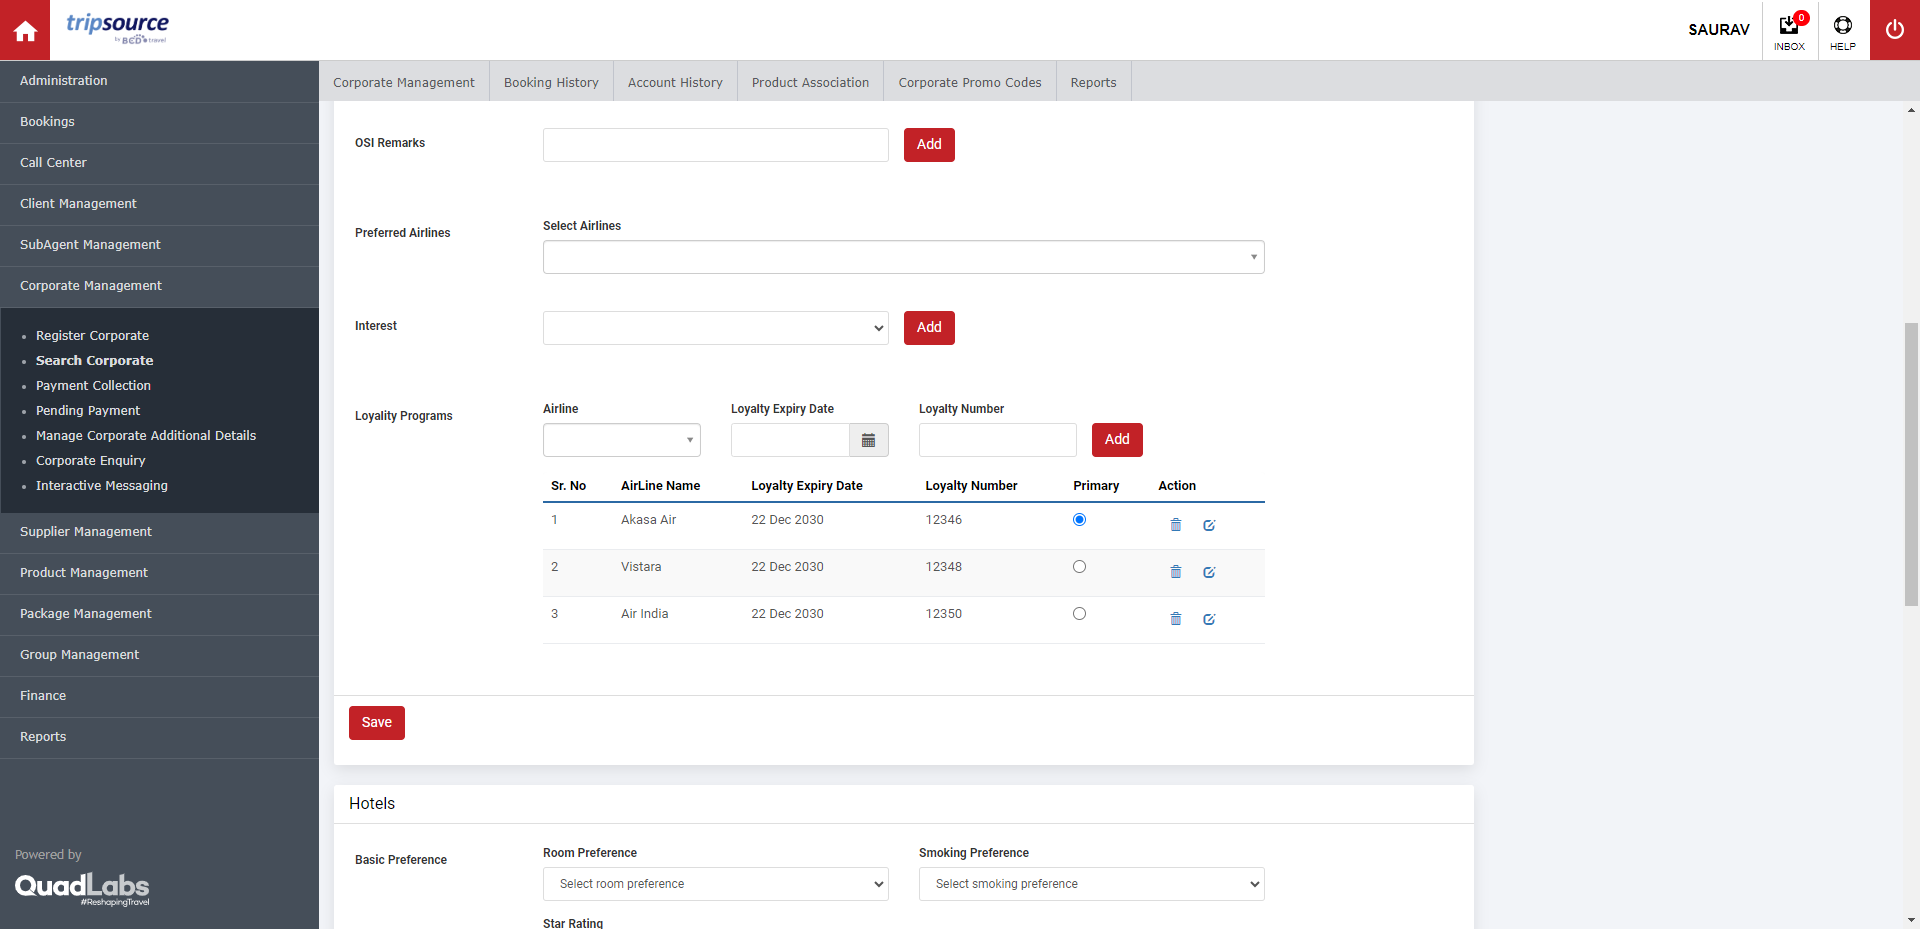 tripsource
by BCD travel
SAURAV
0
INBOX
HELP
Administration
Bookings
Call Center
Client Management
SubAgent Management
Corporate Management
Register Corporate
Search Corporate
Payment Collection
Pending Payment
Manage Corporate Additional Details
Corporate Enquiry
Interactive Messaging
Supplier Management
Product Management
Package Management
Group Management
Finance
Reports
Powered by
QuadLabs
#ReshapingTravel
Corporate Management Booking History Account History Product Association Corporate Promo Codes Reports
OSI Remarks Add
Preferred Airlines Select Airlines
Interest Add
Loyality Programs Airline Loyalty Expiry Date Loyalty Number Add
Sr. No AirLine Name Loyalty Expiry Date Loyalty Number Primary Action
1 Akasa Air 22 Dec 2030 12346
2 Vistara 22 Dec 2030 12348
3 Air India 22 Dec 2030 12350
Save
Hotels
Basic Preference Room Preference Smoking Preference
Select room preference Select smoking preference
Star Rating